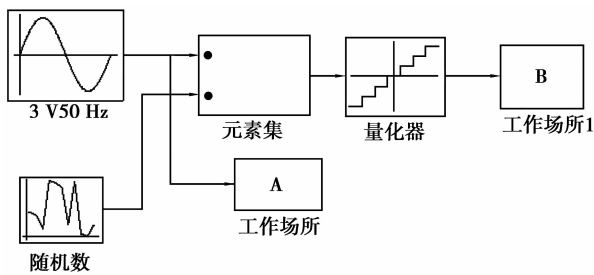 3 V50 Hz
元素集
量化器
B
工作场所1
A
工作场所
随机数